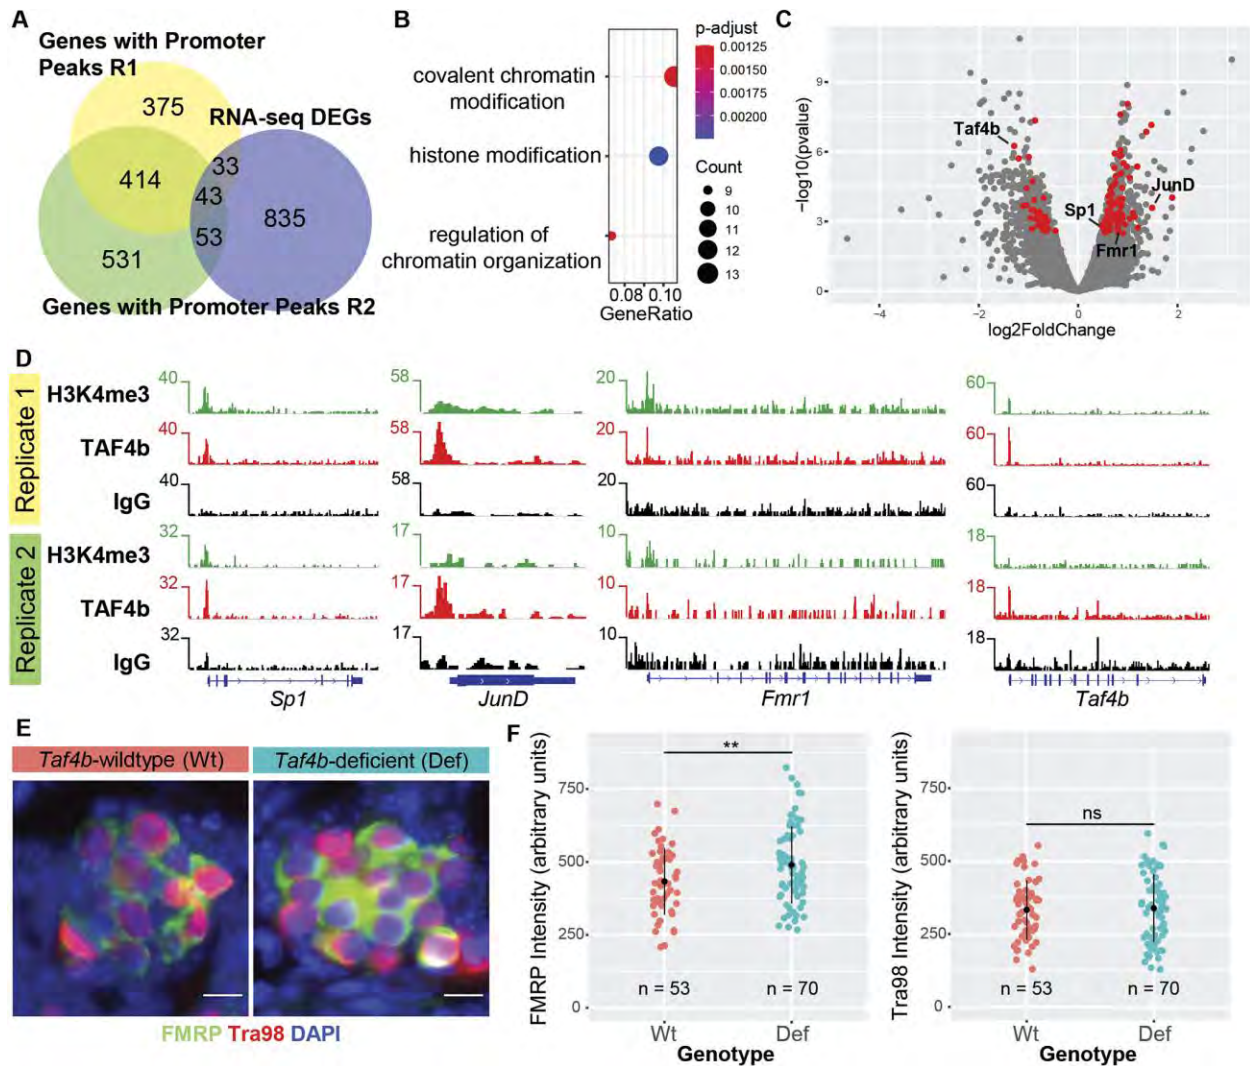 A
Genes with Promoter
Peaks R1
375
RNA-seq DEGs
33
414
43
835
53
531
Genes with Promoter Peaks R2
B
covalent chromatin
modification
histone modification
regulation of
chromatin organization
0.08 0.10
GeneRatio
p-adjust
0.00125
0.00150
0.00175
0.00200
Count
9
10
11
12
13
C
−log10(pvalue)
9
6
3
0
Taf4b
JunD
Sp1
Fmr1
−4 −2 0 2
log2FoldChange
D
Replicate 1
H3K4me3
40 58 20 60
TAF4b
40 58 20 60
IgG
40 58 20 60
Replicate 2
H3K4me3
32 17 10 18
TAF4b
32 17 10 18
IgG
32 17 10 18
Sp1 JunD Fmr1 Taf4b
E
Taf4b-wildtype (Wt) Taf4b-deficient (Def)
FMRP Tra98 DAPI
F
FMRP Intensity (arbitrary units)
750
500
250
0
**
n = 53 n = 70
Wt Def
Genotype
Tra98 Intensity (arbitrary units)
750
500
250
0
ns
n = 53 n = 70
Wt Def
Genotype